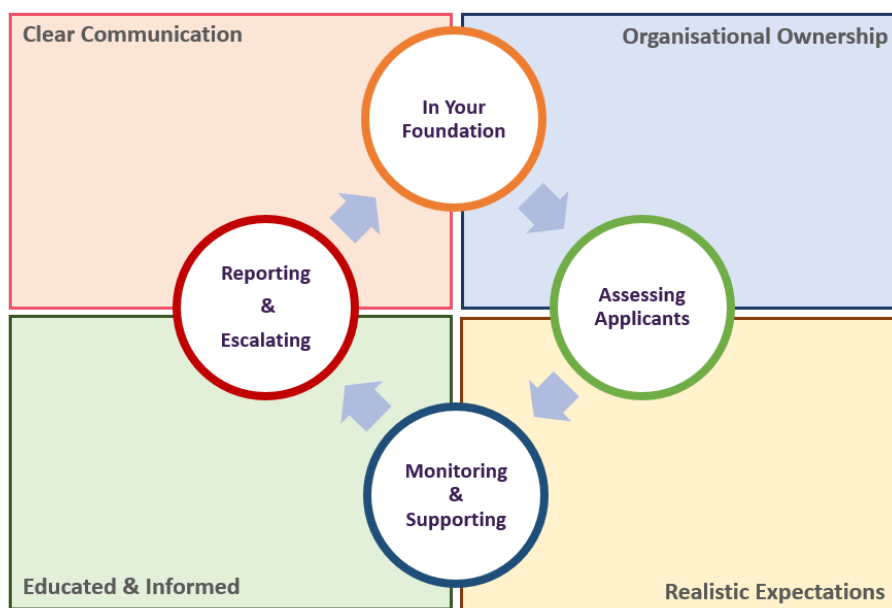 Clear Communication
Organisational Ownership
In Your
Foundation
Reporting
&
Escalating
Assessing
Applicants
Monitoring
&
Supporting
Educated & Informed
Realistic Expectations